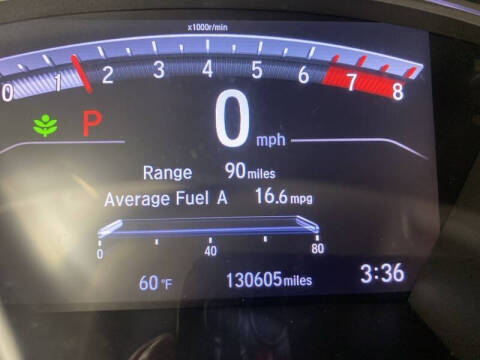 x1000r/min
0 1 2 3 4 5 6 7 8
P 0 mph
Range 90 miles
Average Fuel A 16.6 mpg
0 40 80
60 °F 130605 miles 3:36